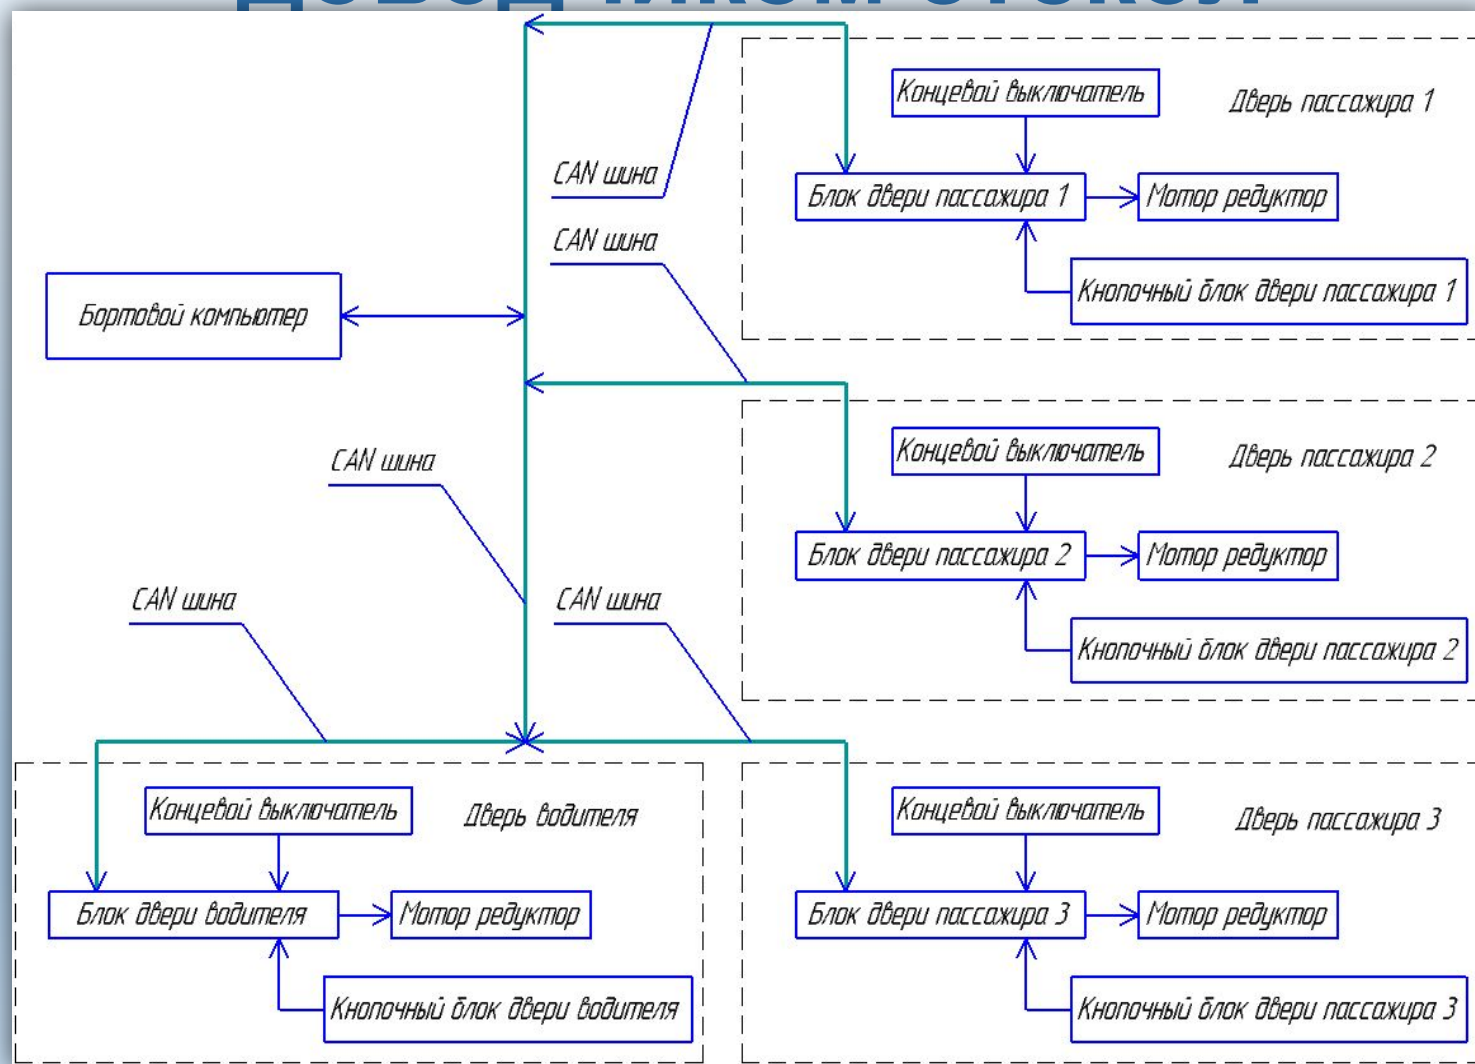 Концевой выключатель
Дверь пассажира 1
CAN шина
Блок двери пассажира 1
Мотор редуктор
CAN шина
Кнопочный блок двери пассажира 1
Бортовой компьютер
Концевой выключатель
Дверь пассажира 2
CAN шина
Блок двери пассажира 2
Мотор редуктор
CAN шина
CAN шина
Кнопочный блок двери пассажира 2
Концевой выключатель
Дверь водителя
Концевой выключатель
Дверь пассажира 3
Блок двери водителя
Мотор редуктор
Блок двери пассажира 3
Мотор редуктор
Кнопочный блок двери водителя
Кнопочный блок двери пассажира 3